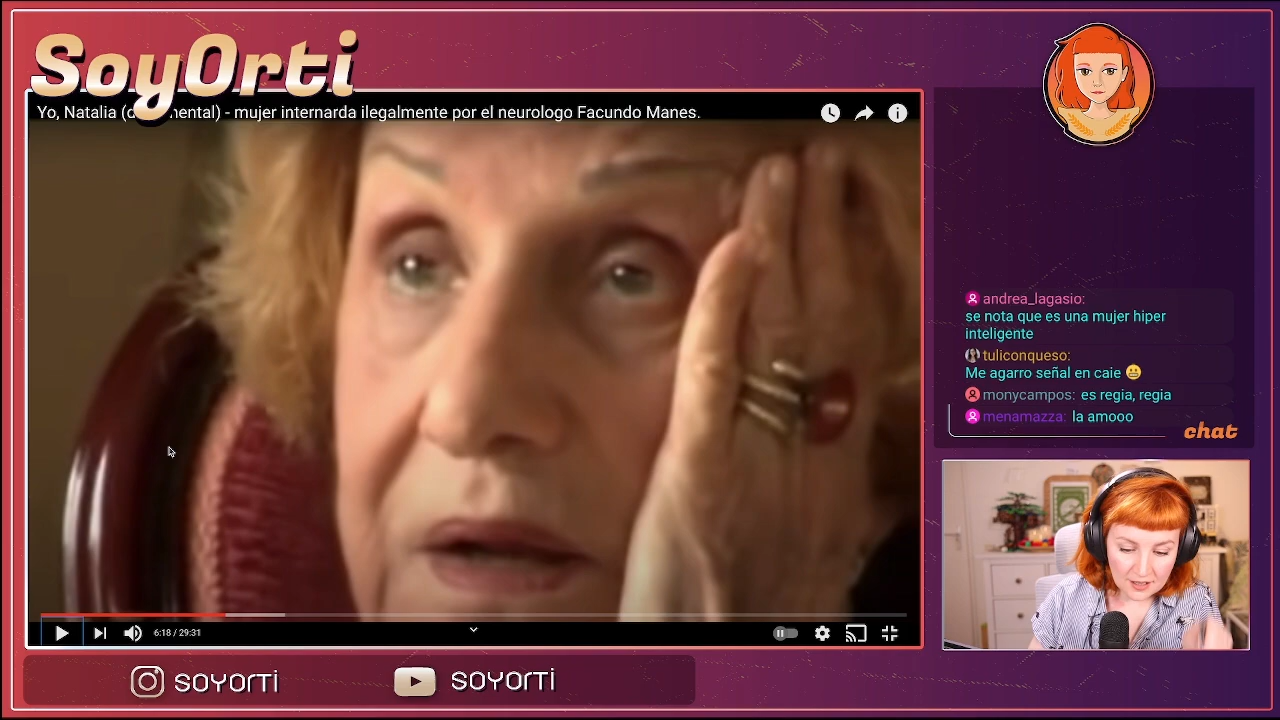 SoyOrti
Yo, Natalia (d mental) - mujer internarda ilegalmente por el neurologo Facundo Manes.
andrea_lagasio:
se nota que es una mujer hiper
inteligente
tuliconqueso:
Me agarro señal en caie 😬
monycampos: es regia, regia
menamazza: la amooo
chat
6:18 / 29:31
SOYORTi
SOYORTi